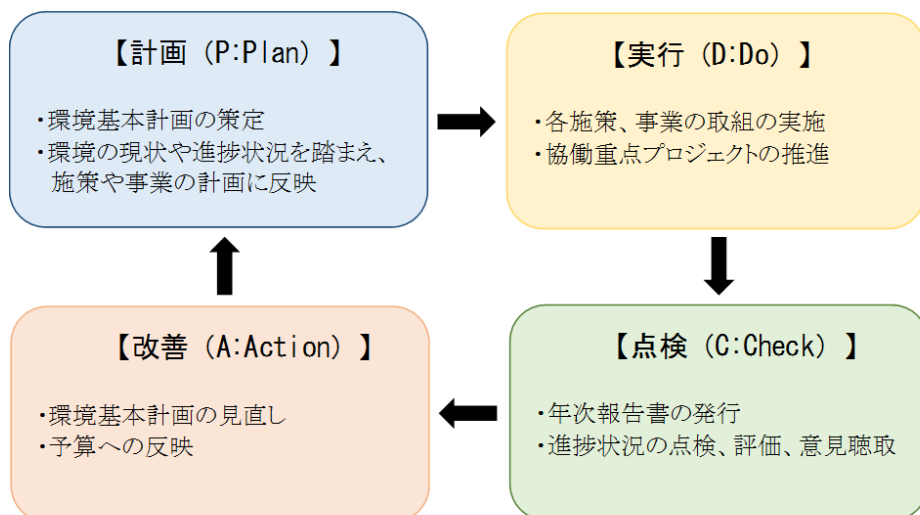 【計画（P:Plan）】
・環境基本計画の策定
・環境の現状や進捗状況を踏まえ、
施策や事業の計画に反映
【実行（D:Do）】
・各施策、事業の取組の実施
・協働重点プロジェクトの推進
【改善（A:Action）】
・環境基本計画の見直し
・予算への反映
【点検（C:Check）】
・年次報告書の発行
・進捗状況の点検、評価、意見聴取